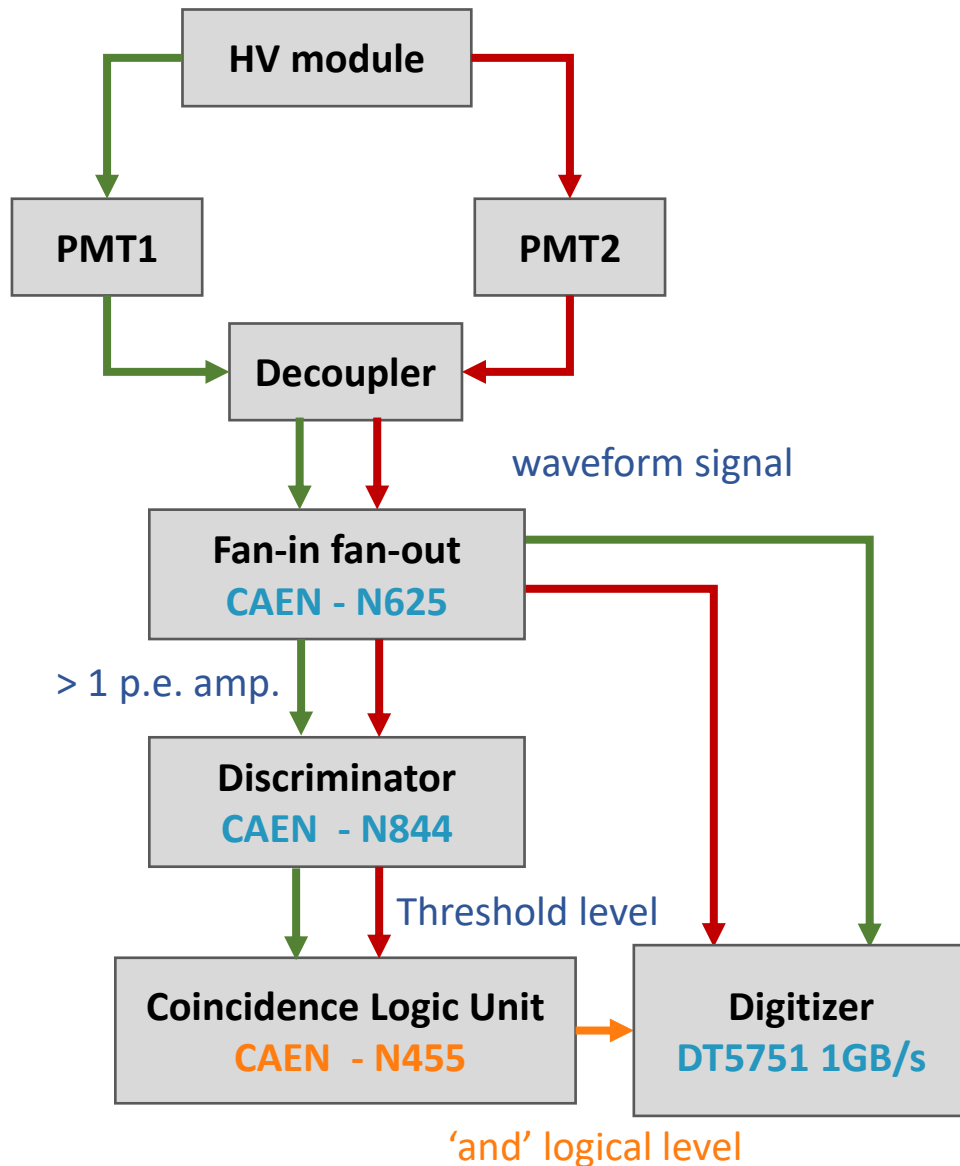 HV module
PMT1
PMT2
Decoupler
waveform signal
Fan-in fan-out
CAEN - N625
> 1 p.e. amp.
Discriminator
CAEN - N844
Threshold level
Coincidence Logic Unit
CAEN - N455
Digitizer
DT5751 1GB/s
‘and’ logical level